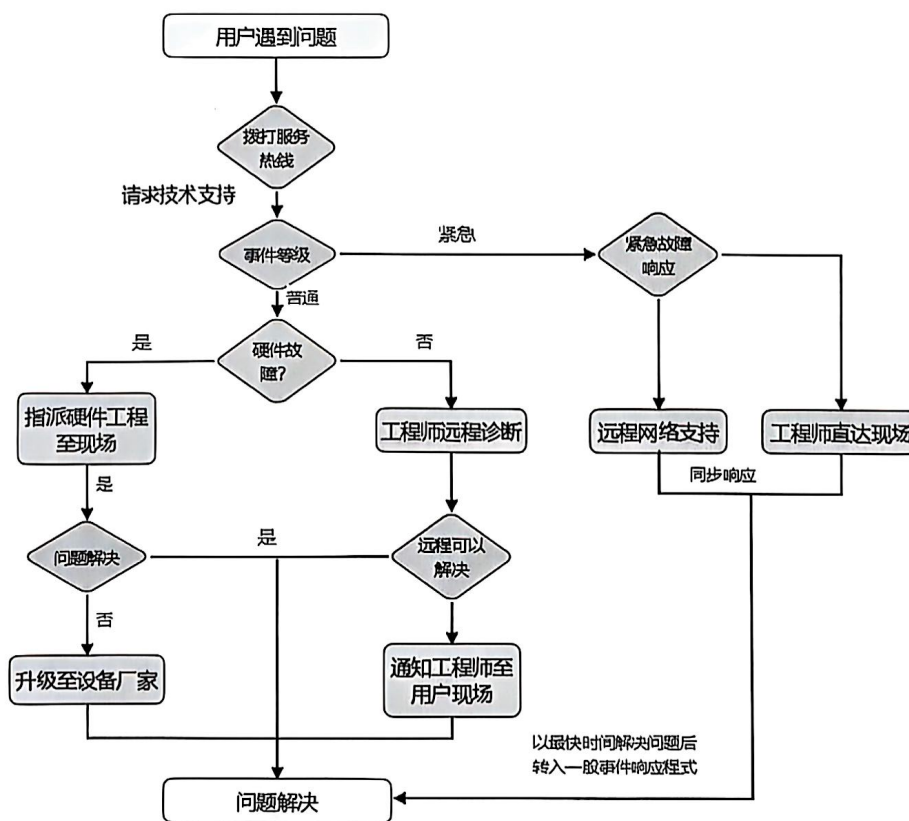 用户遇到问题
拨打服务
热线
请求技术支持
事件等级
紧急
紧急故障
响应
普通
是
硬件故
障?
否
指派硬件工程
至现场
工程师远程诊断
远程网络支持
工程师直达现场
同步响应
是
问题解决
是
远程可以
解决
否
升级至设备厂家
通知工程师至
用户现场
以最快时间解决问题后
转入一股事件响应程式
问题解决